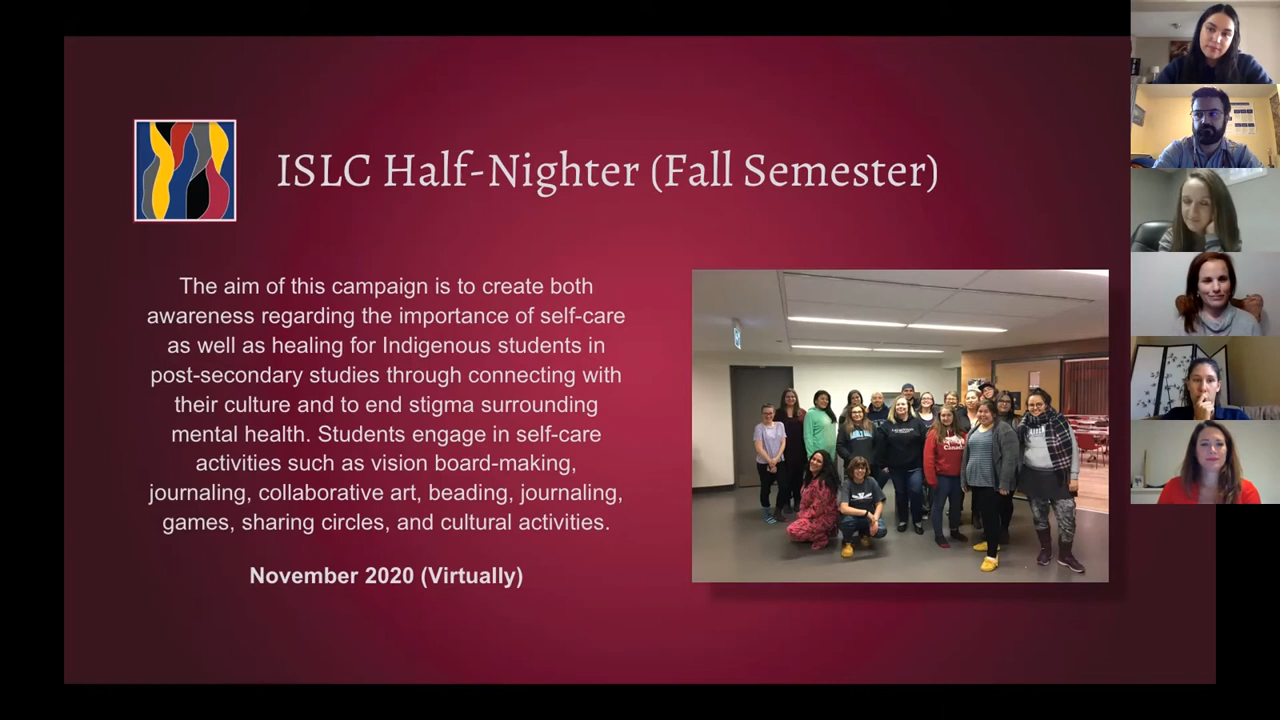 ISLC Half-Nighter (Fall Semester)
The aim of this campaign is to create both
awareness regarding the importance of self-care
as well as healing for Indigenous students in
post-secondary studies through connecting with
their culture and to end stigma surrounding
mental health. Students engage in self-care
activities such as vision board-making,
journaling, collaborative art, beading, journaling,
games, sharing circles, and cultural activities.
November 2020 (Virtually)
Canada